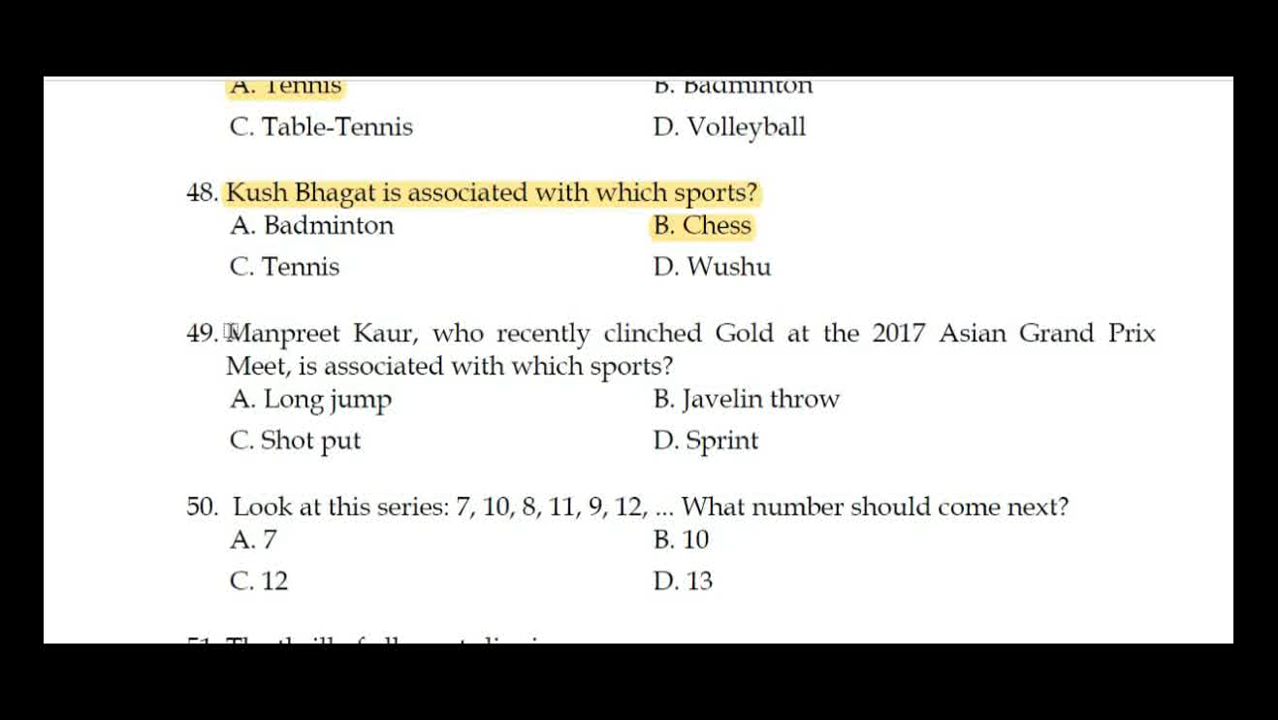 A. Tennis B. Badminton
C. Table-Tennis D. Volleyball
48. Kush Bhagat is associated with which sports?
A. Badminton B. Chess
C. Tennis D. Wushu
49. Manpreet Kaur, who recently clinched Gold at the 2017 Asian Grand Prix
Meet, is associated with which sports?
A. Long jump B. Javelin throw
C. Shot put D. Sprint
50. Look at this series: 7, 10, 8, 11, 9, 12, ... What number should come next?
A. 7 B. 10
C. 12 D. 13
51. The